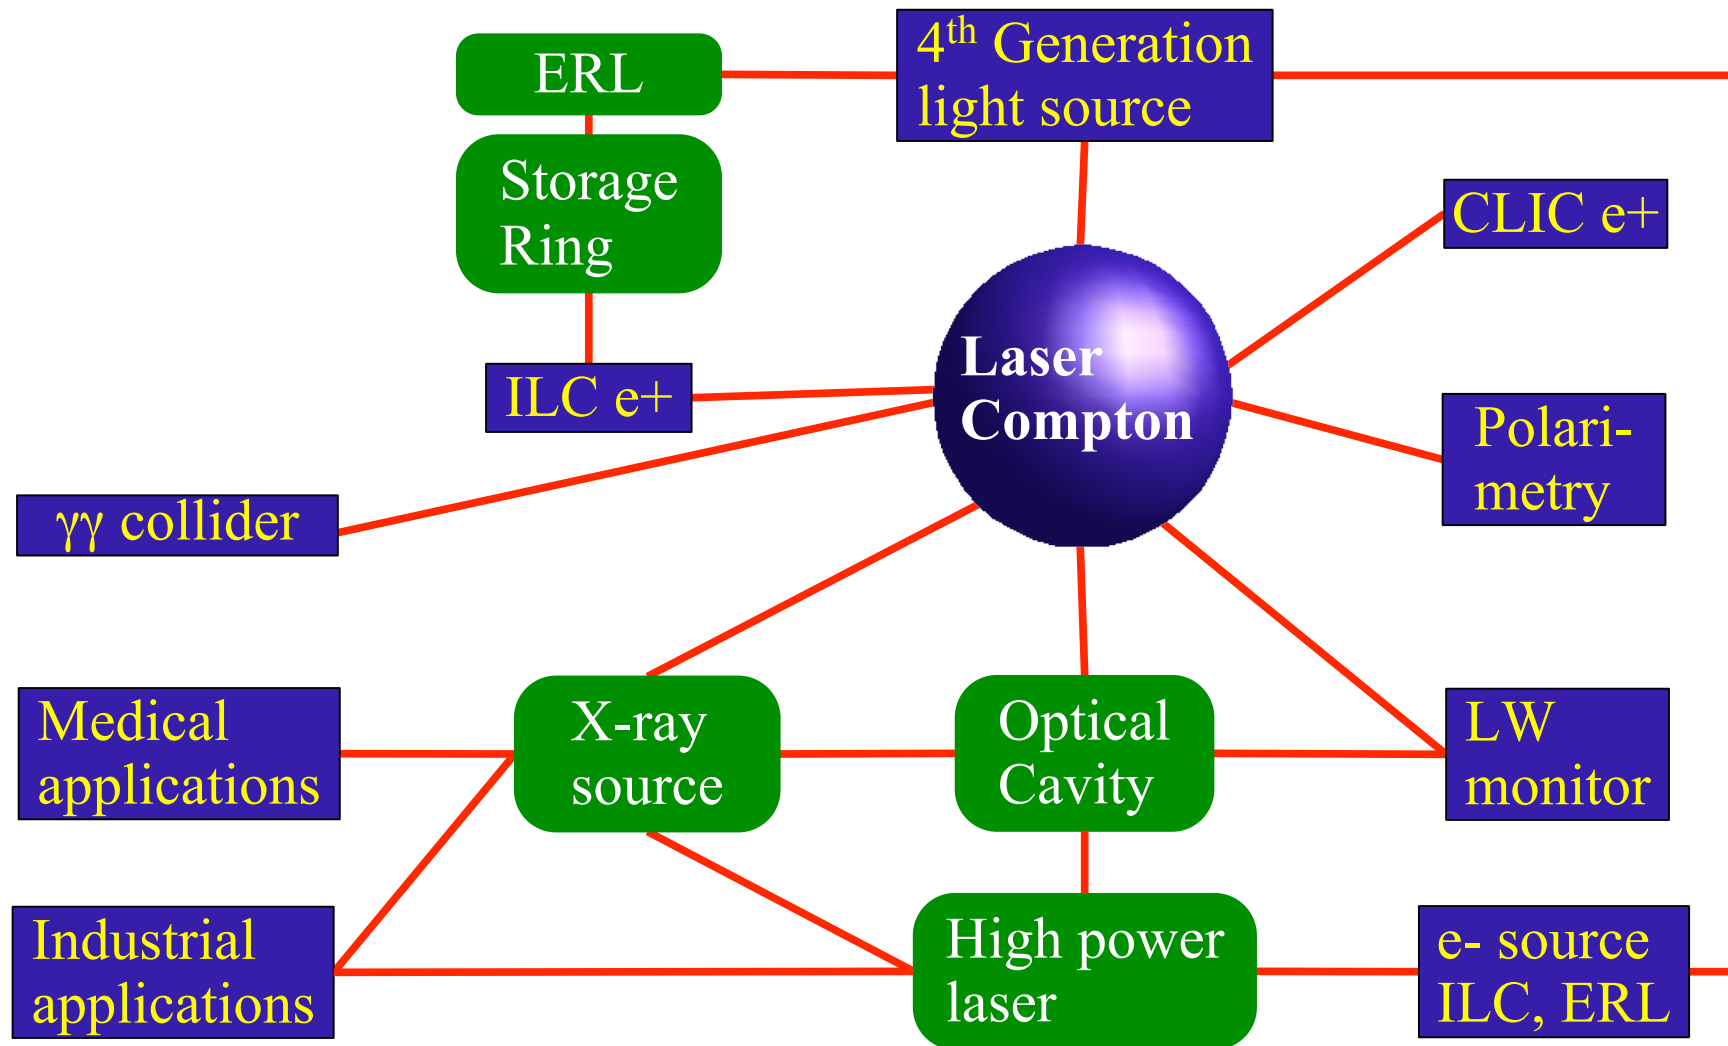 ERL
4th Generation
light source
Storage
Ring
CLIC e+
Laser
Compton
ILC e+
Polari-
metry
γγ collider
Medical
applications
X-ray
source
Optical
Cavity
LW
monitor
Industrial
applications
High power
laser
e- source
ILC, ERL